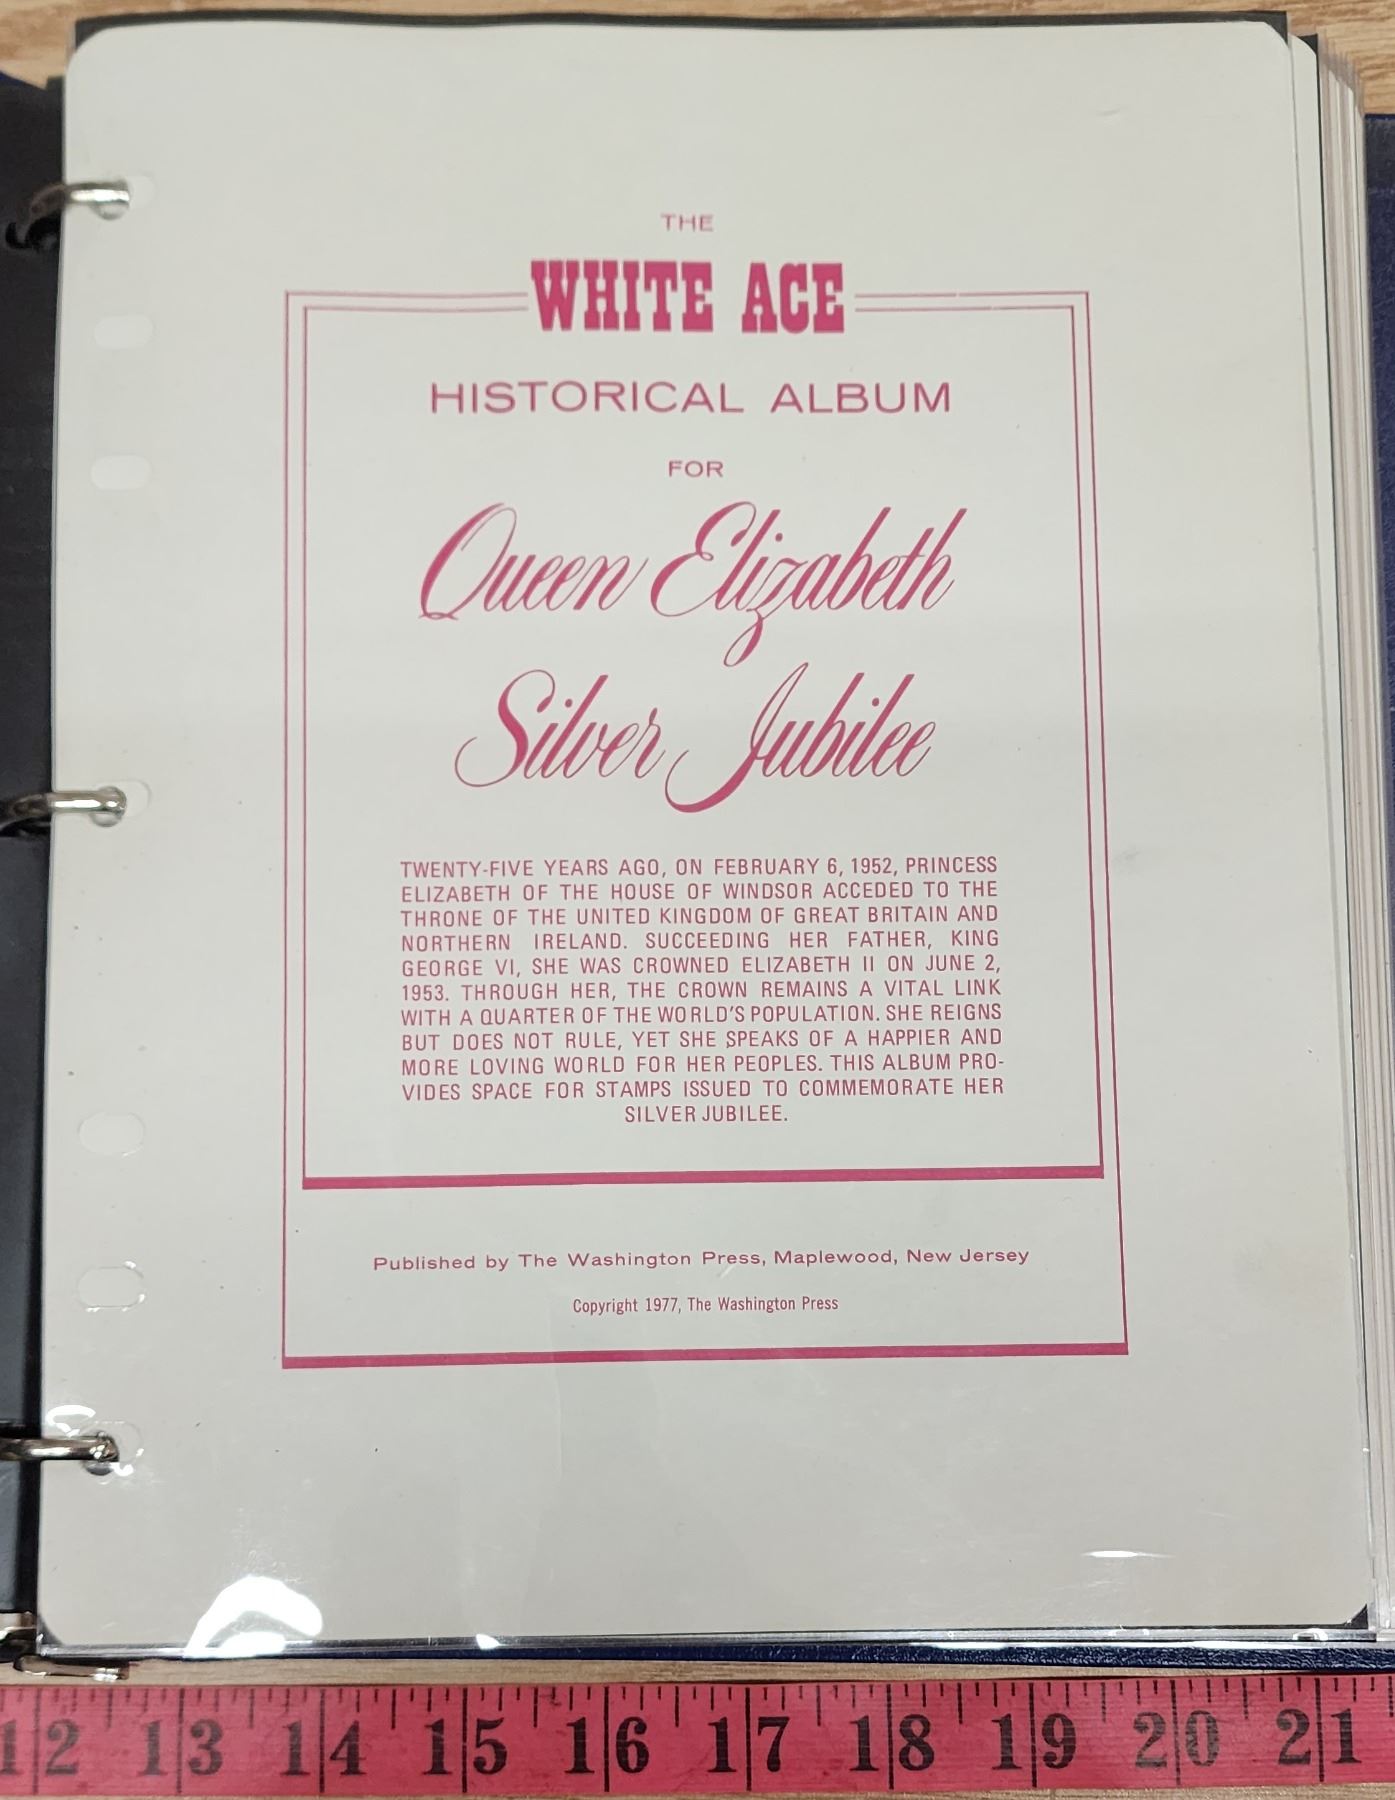 THE
WHITE ACE
HISTORICAL ALBUM
FOR
Queen Elizabeth
Silver Jubilee
TWENTY-FIVE YEARS AGO, ON FEBRUARY 6, 1952, PRINCESS
ELIZABETH OF THE HOUSE OF WINDSOR ACCEDED TO THE
THRONE OF THE UNITED KINGDOM OF GREAT BRITAIN AND
NORTHERN IRELAND. SUCCEEDING HER FATHER, KING
GEORGE VI, SHE WAS CROWNED ELIZABETH II ON JUNE 2,
1953. THROUGH HER, THE CROWN REMAINS A VITAL LINK
WITH A QUARTER OF THE WORLD'S POPULATION. SHE REIGNS
BUT DOES NOT RULE, YET SHE SPEAKS OF A HAPPIER AND
MORE LOVING WORLD FOR HER PEOPLES. THIS ALBUM PRO-
VIDES SPACE FOR STAMPS ISSUED TO COMMEMORATE HER
SILVER JUBILEE.
Published by The Washington Press, Maplewood, New Jersey
Copyright 1977, The Washington Press
12 13 14 15 16 17 18 19 20 21